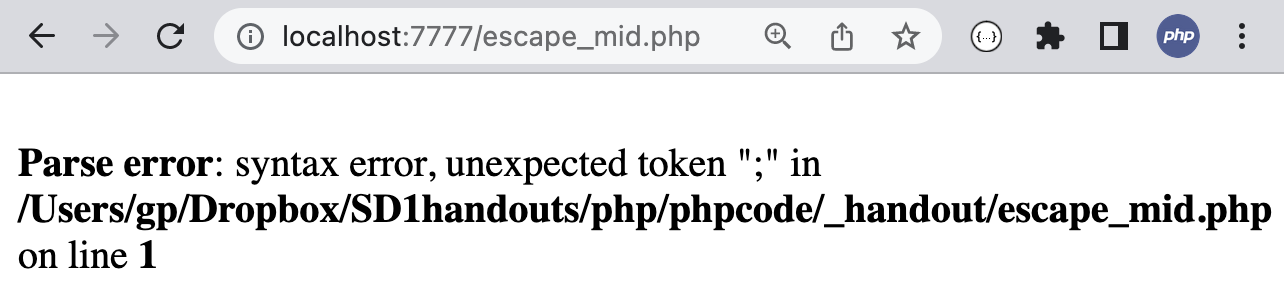 localhost:7777/escape_mid.php
{...}
php
Parse error: syntax error, unexpected token ";" in
/Users/gp/Dropbox/SD1handouts/php/phpcode/_handout/escape_mid.php
on line 1